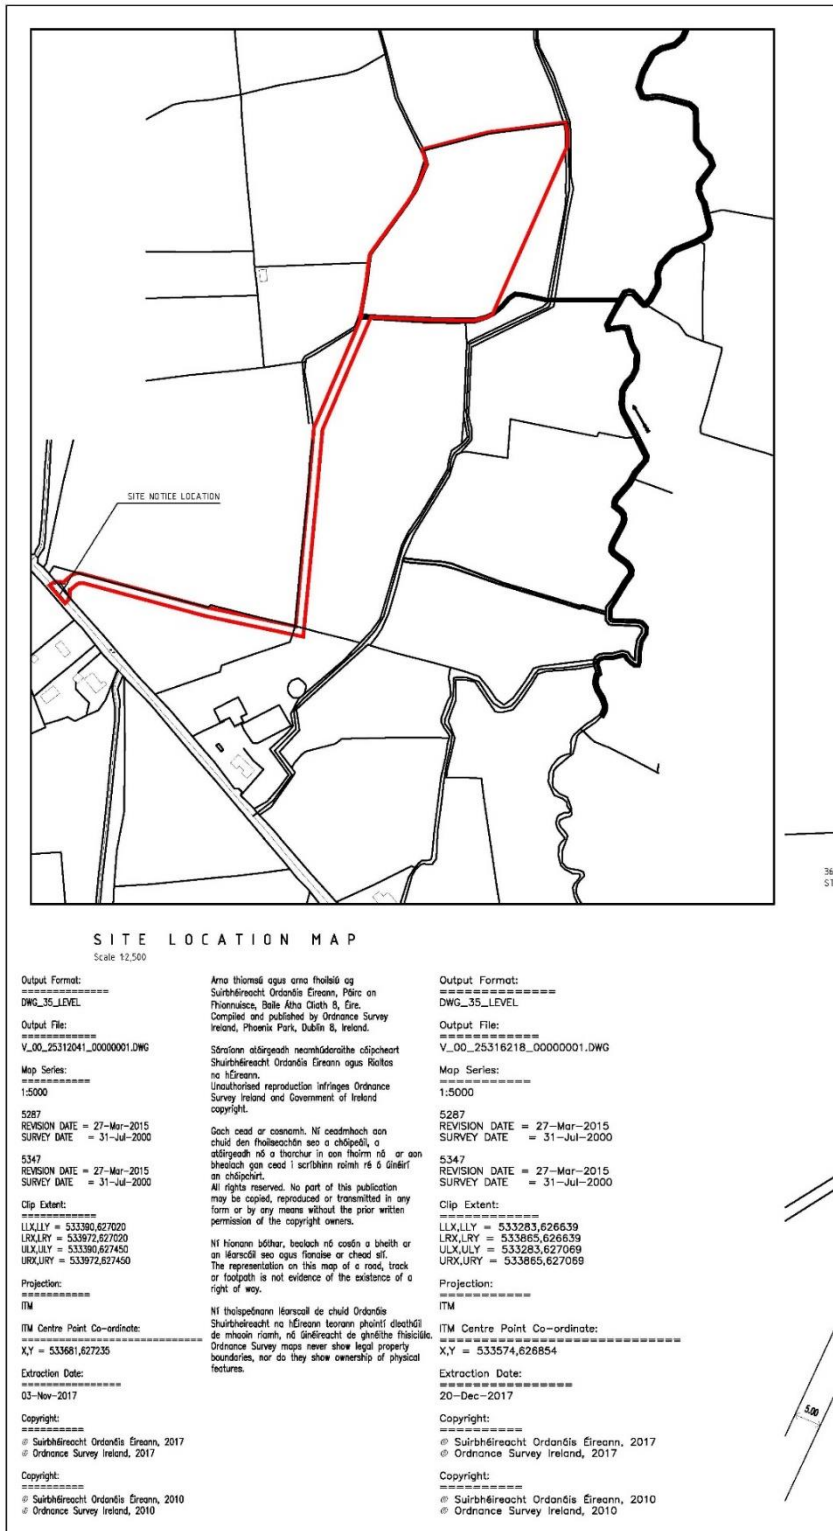 SITE NOTICE LOCATION
SITE LOCATION MAP
Scale 1:2,500
Output Format:
==============
DWG_35_LEVEL
Output File:
============
V_00_25312041_00000001.DWG
Map Series:
===========
1:5000
5287
REVISION DATE = 27-Mar-2015
SURVEY DATE = 31-Jul-2000
5347
REVISION DATE = 27-Mar-2015
SURVEY DATE = 31-Jul-2000
Clip Extent:
============
LLX,LLY = 533390,627020
LRX,LRY = 533972,627020
ULX,ULY = 533390,627450
URX,URY = 533972,627450
Projection:
===========
ITM
ITM Centre Point Co-ordinate:
=============================
X,Y = 533681,627235
Extraction Date:
================
03-Nov-2017
Copyright:
==========
© Suirbhéireacht Ordanáis Éireann, 2017
© Ordnance Survey Ireland, 2017
Copyright:
==========
© Suirbhéireacht Ordanáis Éireann, 2010
© Ordnance Survey Ireland, 2010
Arna thiomsú agus arna fhoilsiú ag
Suirbhéireacht Ordanáis Éireann, Páirc an
Fhionnuisce, Baile Átha Cliath 8, Éire.
Compiled and published by Ordnance Survey
Ireland, Phoenix Park, Dublin 8, Ireland.
Sáraíonn atáirgeadh neamhúdaraithe cóipcheart
Shuirbhéireacht Ordanáis Éireann agus Rialtas
na hÉireann.
Unauthorised reproduction infringes Ordnance
Survey Ireland and Government of Ireland
copyright.
Gach cead ar cosnamh. Ní ceadmhach aon
chuid den fhoilseachán seo a chóipeáil, a
atáirgeadh nó a tharchur in aon fhoirm nó ar aon
bhealach gan cead i scríbhinn roimh ré ó úinéirí
an chóipchirt.
All rights reserved. No part of this publication
may be copied, reproduced or transmitted in any
form or by any means without the prior written
permission of the copyright owners.
Ní hionann bóthar, bealach nó cosán a bheith ar
an léarscáil seo agus fianaise ar chead slí.
The representation on this map of a road, track
or footpath is not evidence of the existence of a
right of way.
Ní thaispeánann léarscail de chuid Ordanáis
Shuirbhéireacht na hÉireann teorann phointí dleathúil
de mhaoin riamh, ná úinéireacht de ghnéithe fhisiciúla.
Ordnance Survey maps never show legal property
boundaries, nor do they show ownership of physical
features.
Output Format:
==============
DWG_35_LEVEL
Output File:
============
V_00_25316218_00000001.DWG
Map Series:
===========
1:5000
5287
REVISION DATE = 27-Mar-2015
SURVEY DATE = 31-Jul-2000
5347
REVISION DATE = 27-Mar-2015
SURVEY DATE = 31-Jul-2000
Clip Extent:
============
LLX,LLY = 533283,626639
LRX,LRY = 533865,626639
ULX,ULY = 533283,627069
URX,URY = 533865,627069
Projection:
===========
ITM
ITM Centre Point Co-ordinate:
=============================
X,Y = 533574,626854
Extraction Date:
================
20-Dec-2017
Copyright:
==========
© Suirbhéireacht Ordanáis Éireann, 2017
© Ordnance Survey Ireland, 2017
Copyright:
==========
© Suirbhéireacht Ordanáis Éireann, 2010
© Ordnance Survey Ireland, 2010
36
ST
5.00